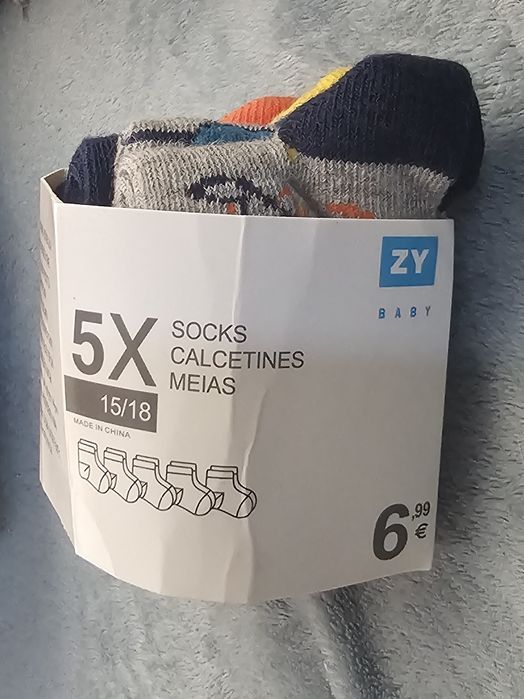 ZY
BABY
5X
SOCKS
CALCETINES
MEIAS
15/18
MADE IN CHINA
6,99
€